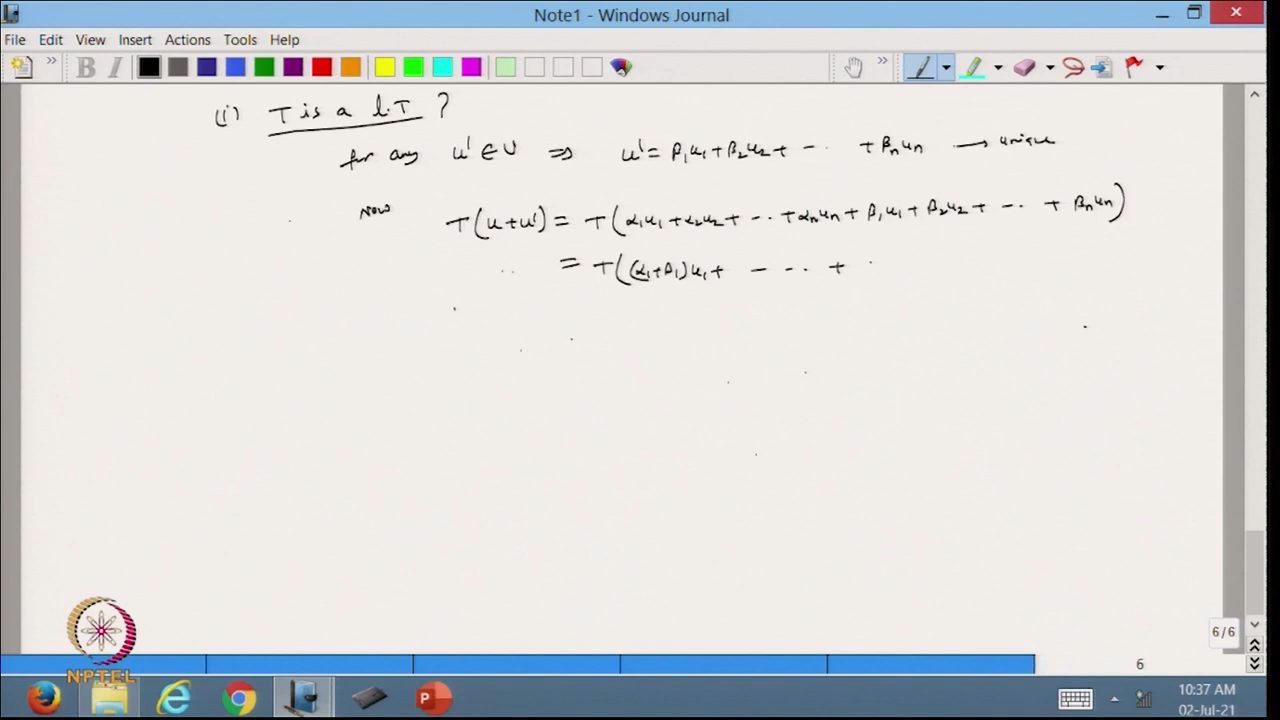 Note1 - Windows Journal
File Edit View Insert Actions Tools Help
(i) T is a l.T ?
for any u' ∈ U ⇒ u' = β₁u₁ + β₂u₂ + - .. + βₙuₙ → unique
Now T(u+u') = T(α₁u₁ + α₂u₂ + - .. + αₙuₙ + β₁u₁ + β₂u₂ + - .. + βₙuₙ)
= T((α₁+β₁)u₁ + - - .. +
6/6
6
NPTEL
10:37 AM
02-Jul-21